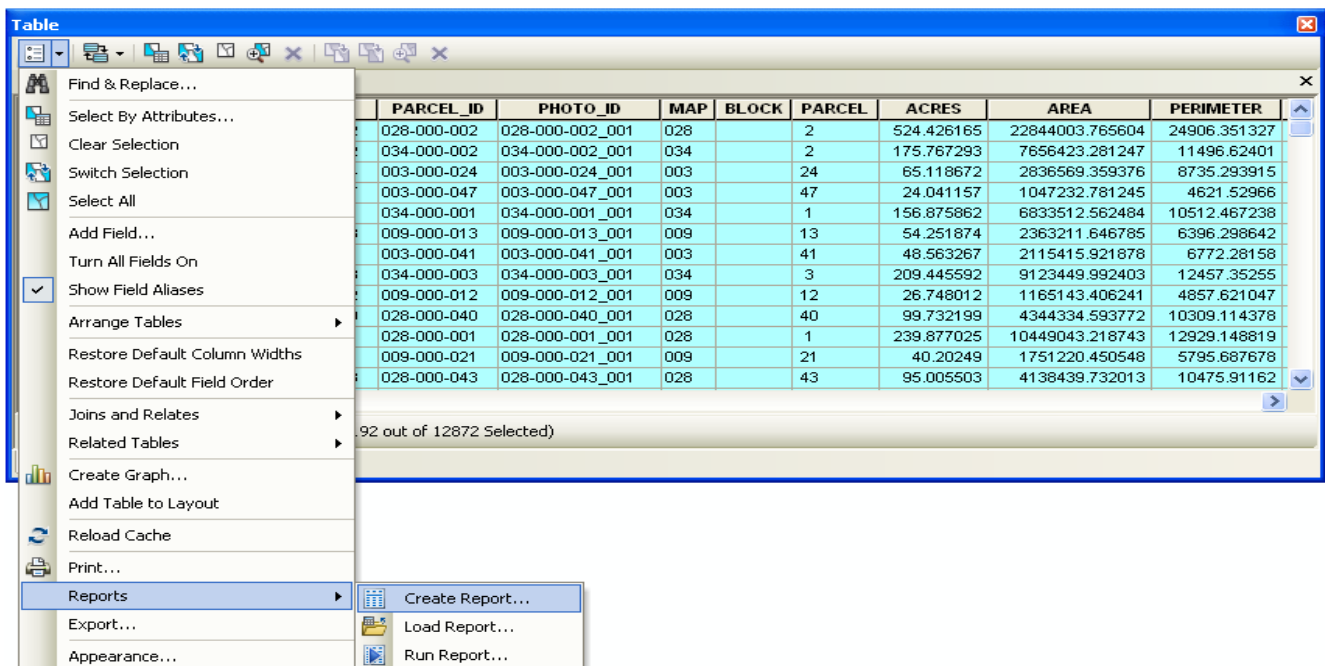 Table
Find & Replace...
Select By Attributes...
Clear Selection
Switch Selection
Select All
Add Field...
Turn All Fields On
Show Field Aliases
Arrange Tables
Restore Default Column Widths
Restore Default Field Order
Joins and Relates
Related Tables
Create Graph...
Add Table to Layout
Reload Cache
Print...
Reports
Export...
Appearance...
Create Report...
Load Report...
Run Report...
PARCEL_ID PHOTO_ID MAP BLOCK PARCEL ACRES AREA PERIMETER
028-000-002 028-000-002_001 028 2 524.426165 22844003.765604 24906.351327
034-000-002 034-000-002_001 034 2 175.767293 7656423.281247 11496.62401
003-000-024 003-000-024_001 003 24 65.118672 2836569.359376 8735.293915
003-000-047 003-000-047_001 003 47 24.041157 1047232.781245 4621.52966
034-000-001 034-000-001_001 034 1 156.875862 6833512.562484 10512.467238
009-000-013 009-000-013_001 009 13 54.251874 2363211.646785 6396.298642
003-000-041 003-000-041_001 003 41 48.563267 2115415.921878 6772.28158
034-000-003 034-000-003_001 034 3 209.445592 9123449.992403 12457.35255
009-000-012 009-000-012_001 009 12 26.748012 1165143.406241 4857.621047
028-000-040 028-000-040_001 028 40 99.732199 4344334.593772 10309.114378
028-000-001 028-000-001_001 028 1 239.877025 10449043.218743 12929.148819
009-000-021 009-000-021_001 009 21 40.20249 1751220.450548 5795.687678
028-000-043 028-000-043_001 028 43 95.005503 4138439.732013 10475.91162
92 out of 12872 Selected)